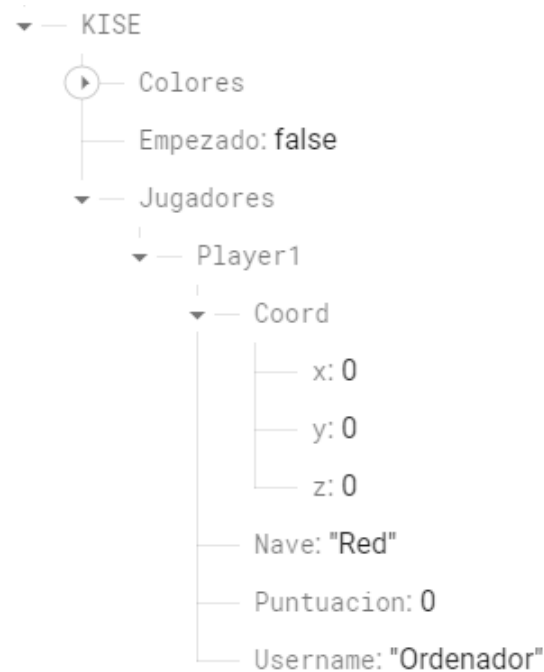 KISE
Colores
Empezado: false
Jugadores
Player1
Coord
x: 0
y: 0
z: 0
Nave: "Red"
Puntuacion: 0
Username: "Ordenador"